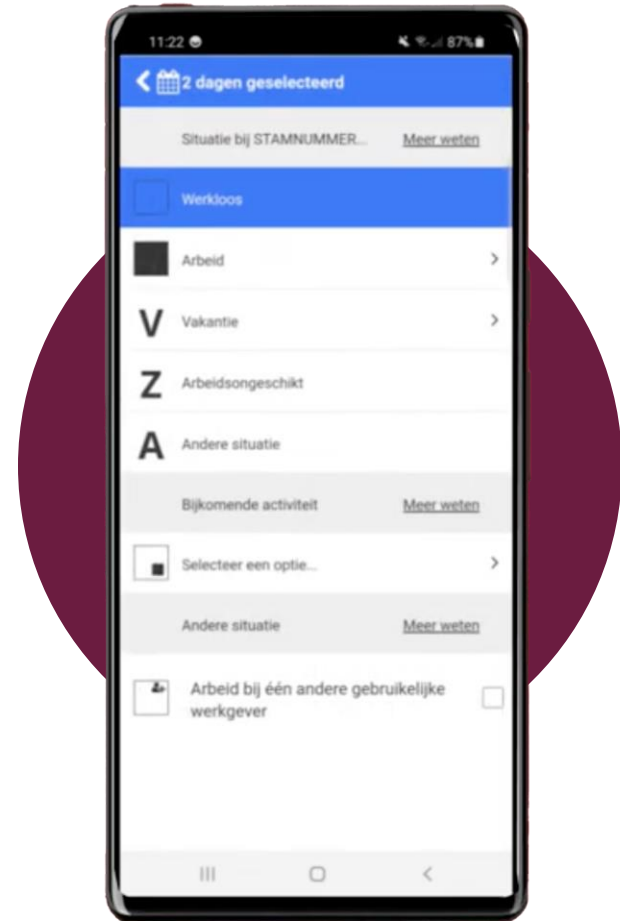 11:22 87%
2 dagen geselecteerd
Situatie bij STAMNUMMER... Meer weten
Werkloos
Arbeid
V Vakantie
Z Arbeidsongeschikt
A Andere situatie
Bijkomende activiteit Meer weten
Selecteer een optie...
Andere situatie Meer weten
Arbeid bij één andere gebruikelijke
werkgever